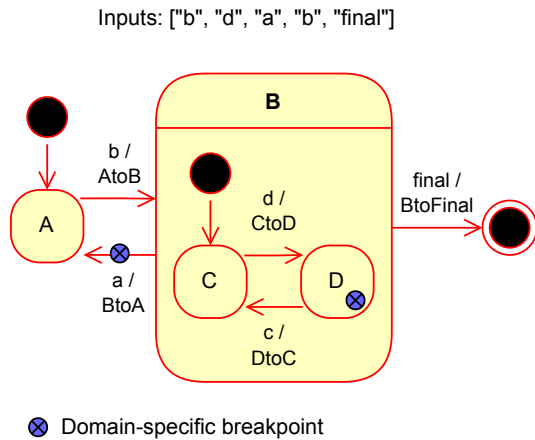 Inputs: ["b", "d", "a", "b", "final"]
B
b /
AtoB
A
a /
BtoA
d /
CtoD
C
D
c /
DtoC
final /
BtoFinal
Domain-specific breakpoint